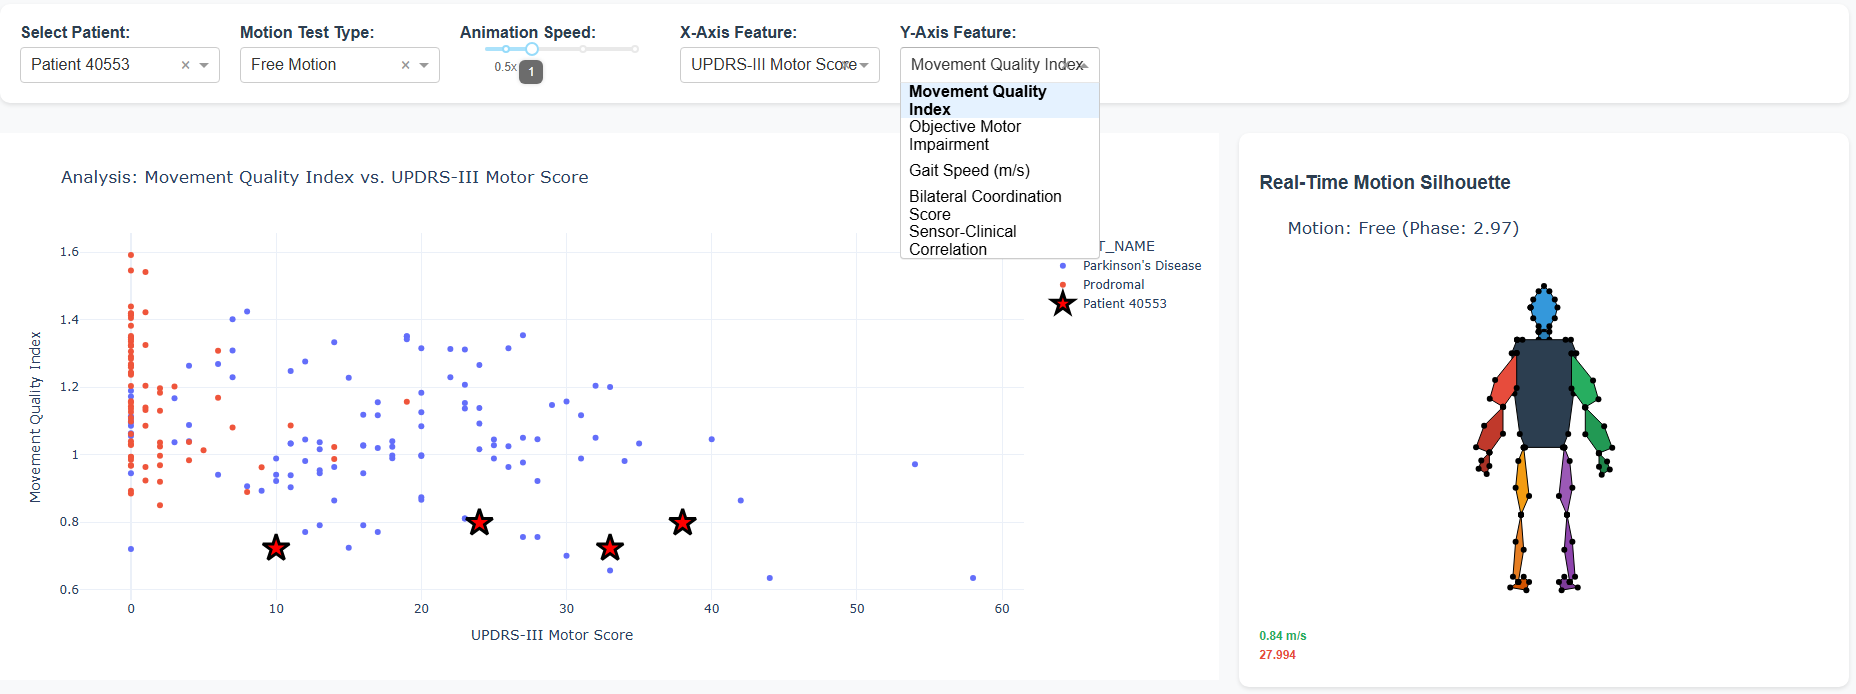 Select Patient:
Motion Test Type:
Animation Speed:
X-Axis Feature:
Y-Axis Feature:
Patient 40553
Free Motion
0.5x
1
UPDRS-III Motor Score
Movement Quality Index
Movement Quality
Index
Objective Motor
Impairment
Gait Speed (m/s)
Bilateral Coordination
Score
Sensor-Clinical
Correlation
Analysis: Movement Quality Index vs. UPDRS-III Motor Score
T_NAME
Parkinson's Disease
Prodromal
Patient 40553
Movement Quality Index
1.6
1.4
1.2
1
0.8
0.6
0
10
20
30
40
50
60
UPDRS-III Motor Score
Real-Time Motion Silhouette
Motion: Free (Phase: 2.97)
0.84 m/s
27.994